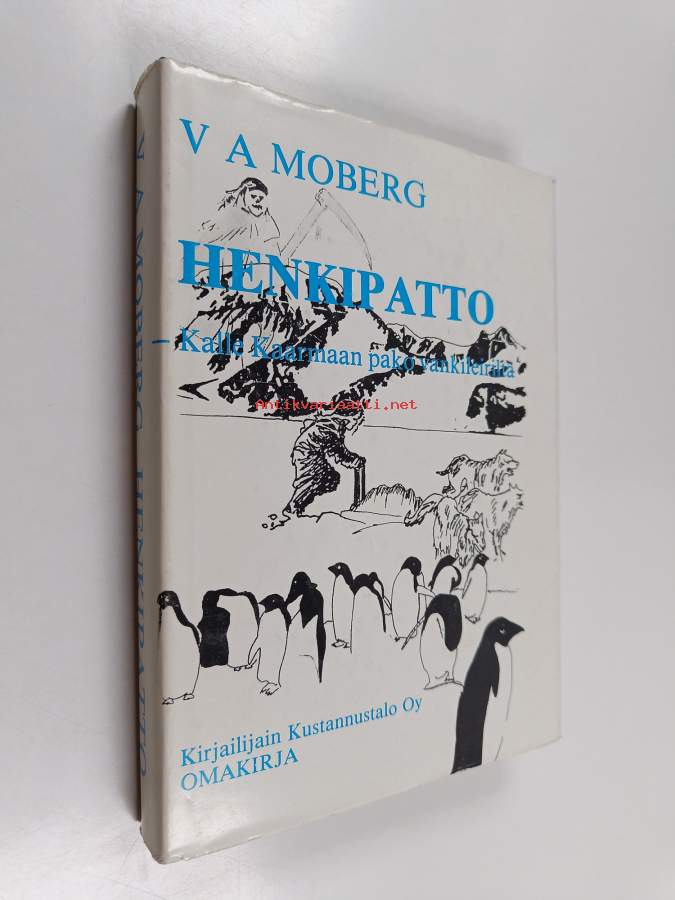 V A MOBERG
HENKIPATTO
- Kalle Kaarmaan pako vankileiriltä
Antikvariaatti.net
Kirjailijain Kustannustalo Oy
OMAKIRJA
V A MOBERG HENKIPATTO